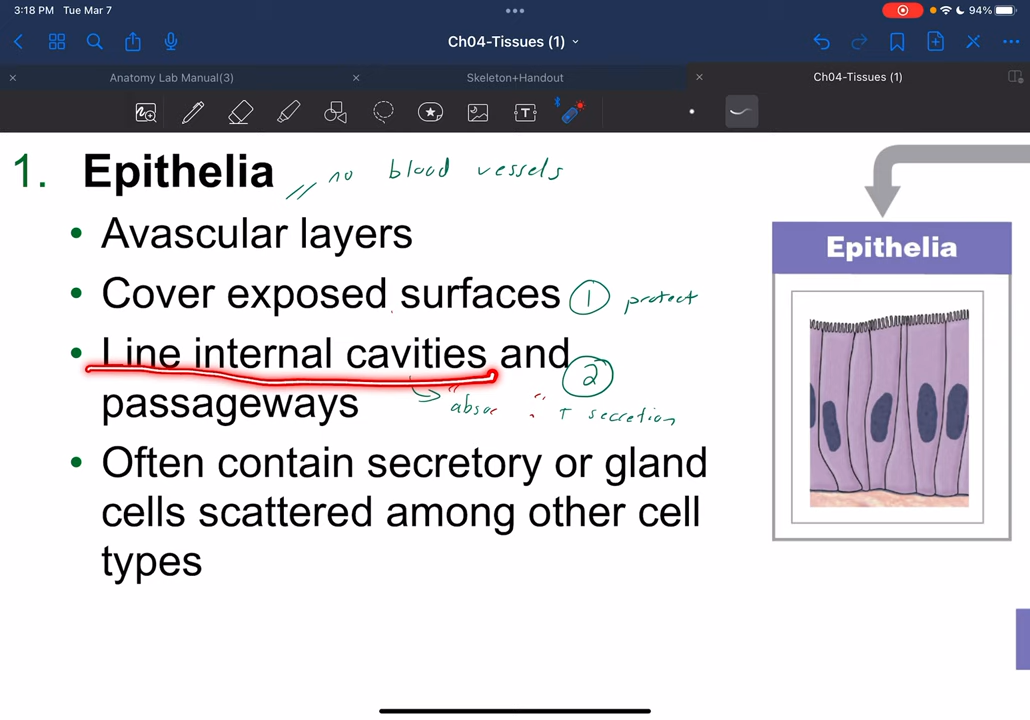 3:18 PM Tue Mar 7
94%
Ch04-Tissues (1)
Anatomy Lab Manual(3)
Skeleton+Handout
Ch04-Tissues (1)
1. Epithelia // no blood vessels
• Avascular layers
• Cover exposed surfaces ① protect
• Line internal cavities and
passageways
②
secretion
• Often contain secretory or gland
cells scattered among other cell
types
Epithelia